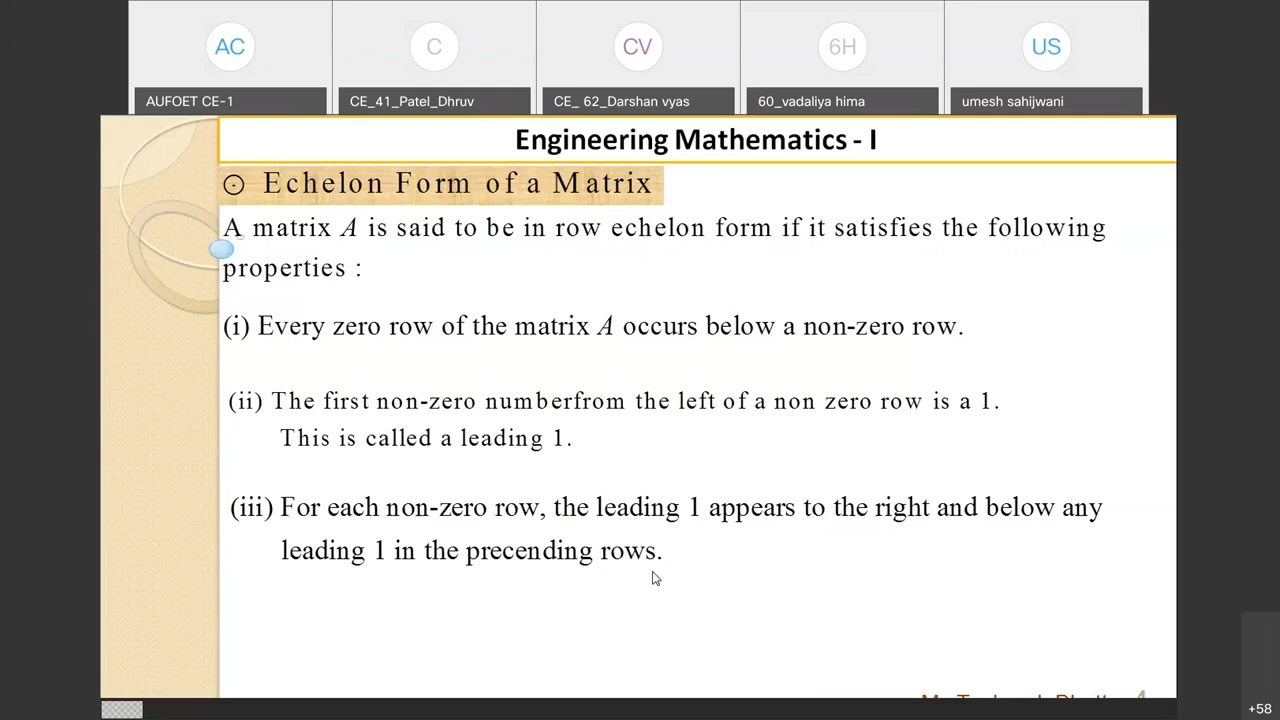 AC
C
CV
6H
US
AUFOET CE-1
CE_41_Patel_Dhruv
CE_ 62_Darshan vyas
60_vadaliya hima
umesh sahijwani
Engineering Mathematics - I
⊙ Echelon Form of a Matrix
A matrix A is said to be in row echelon form if it satisfies the following
properties :
(i) Every zero row of the matrix A occurs below a non-zero row.
(ii) The first non-zero numberfrom the left of a non zero row is a 1.
This is called a leading 1.
(iii) For each non-zero row, the leading 1 appears to the right and below any
leading 1 in the precending rows.
+58